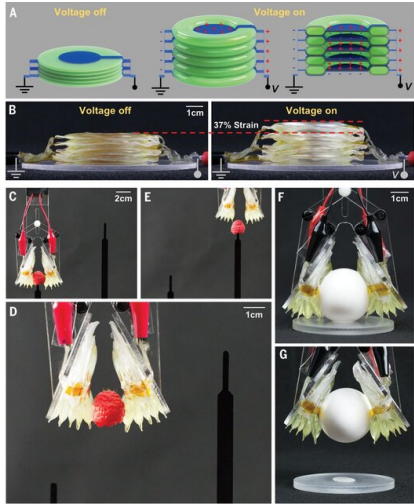 A
Voltage off
Voltage on
V
V
B
Voltage off
1cm
37% Strain
Voltage on
V
C
2cm
E
F
1cm
D
1cm
G